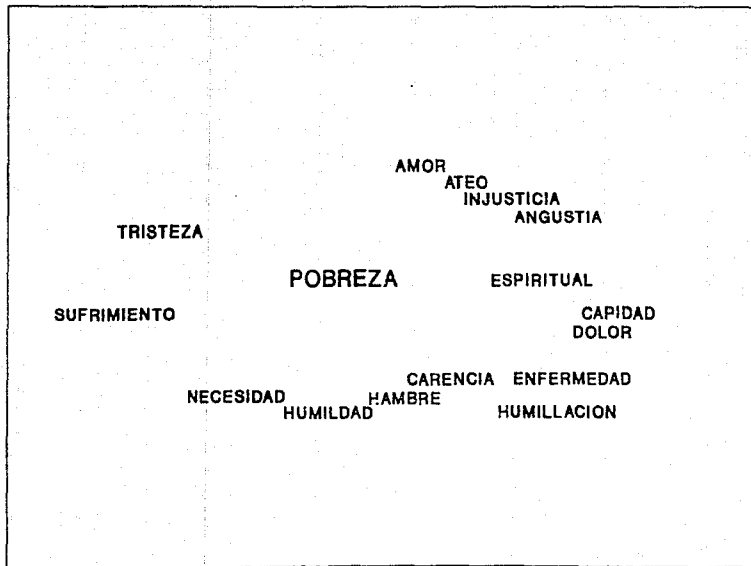 AMOR
ATEO
INJUSTICIA
ANGUSTIA
TRISTEZA
POBREZA
ESPIRITUAL
SUFRIMIENTO
CAPIDAD
DOLOR
CARENCIA
ENFERMEDAD
NECESIDAD
HAMBRE
HUMILDAD
HUMILLACION